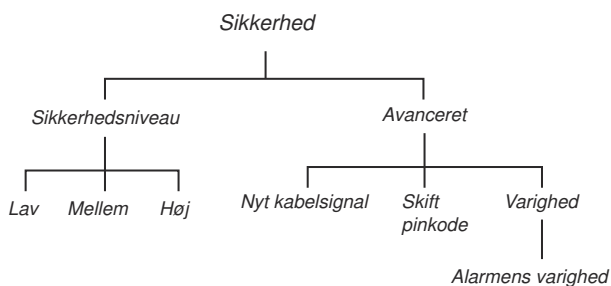 Sikkerhed
Sikkerhedsniveau
Avanceret
Lav
Mellem
Høj
Nyt kabelsignal
Skift
pinkode
Varighed
Alarmens varighed